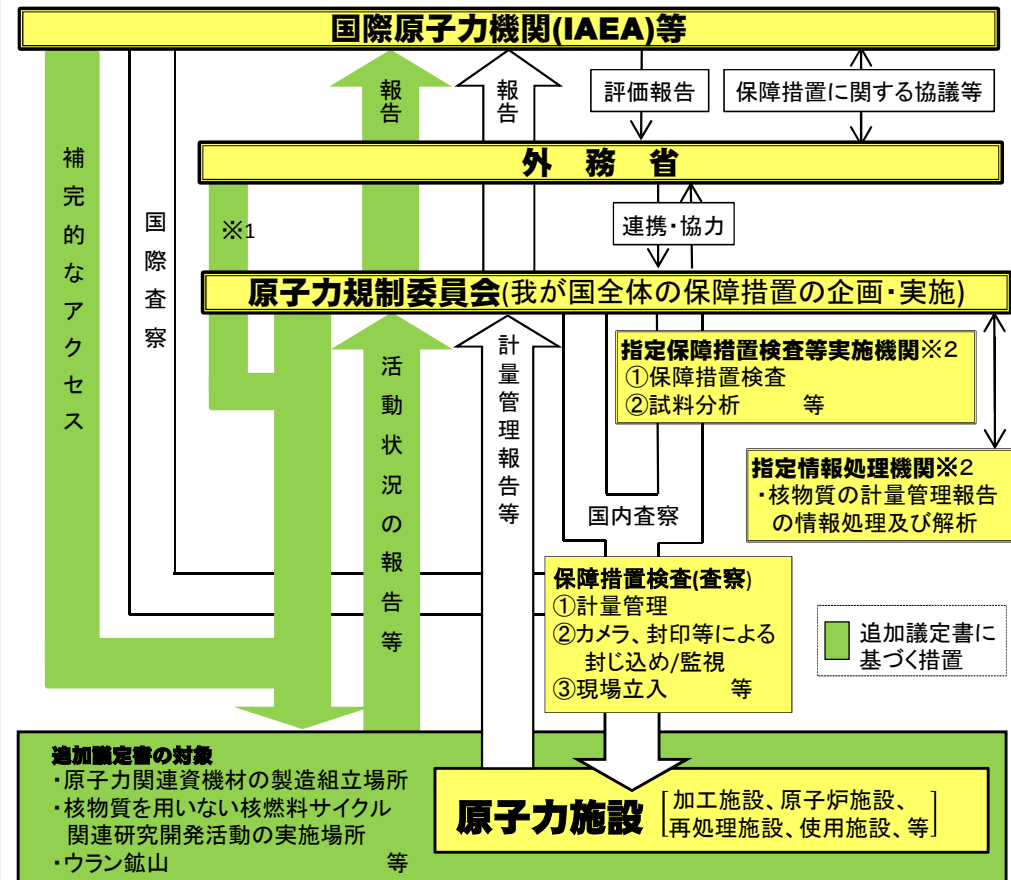 国際原子力機関(IAEA)等
報告
報告
評価報告
保障措置に関する協議等
外務省
補完的なアクセス
国際査察
※1
連携・協力
原子力規制委員会(我が国全体の保障措置の企画・実施)
活動状況の報告等
計量管理報告等
指定保障措置検査等実施機関※2
①保障措置検査
②試料分析 等
指定情報処理機関※2
・核物質の計量管理報告
の情報処理及び解析
国内査察
保障措置検査(査察)
①計量管理
②カメラ、封印等による
封じ込め/監視
③現場立入 等
追加議定書に
基づく措置
追加議定書の対象
・原子力関連資機材の製造組立場所
・核物質を用いない核燃料サイクル
関連研究開発活動の実施場所
・ウラン鉱山 等
原子力施設
加工施設、原子炉施設、
再処理施設、使用施設、等